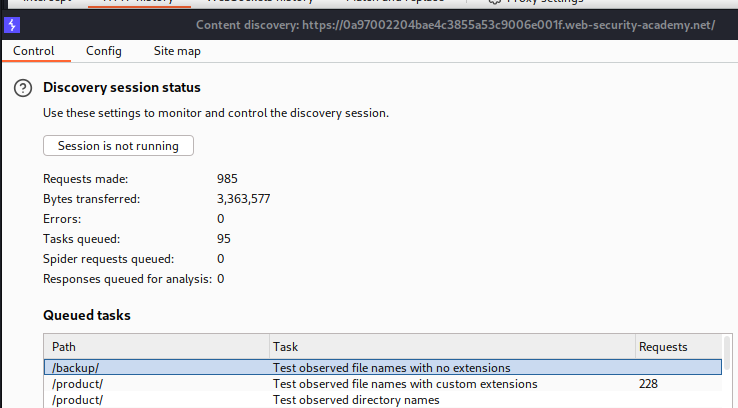 Content discovery: https://0a97002204bae4c3855a53c9006e001f.web-security-academy.net/
Control Config Site map
Discovery session status
Use these settings to monitor and control the discovery session.
Session is not running
Requests made: 985
Bytes transferred: 3,363,577
Errors: 0
Tasks queued: 95
Spider requests queued: 0
Responses queued for analysis: 0
Queued tasks
Path Task Requests
/backup/ Test observed file names with no extensions
/product/ Test observed file names with custom extensions 228
/product/ Test observed directory names